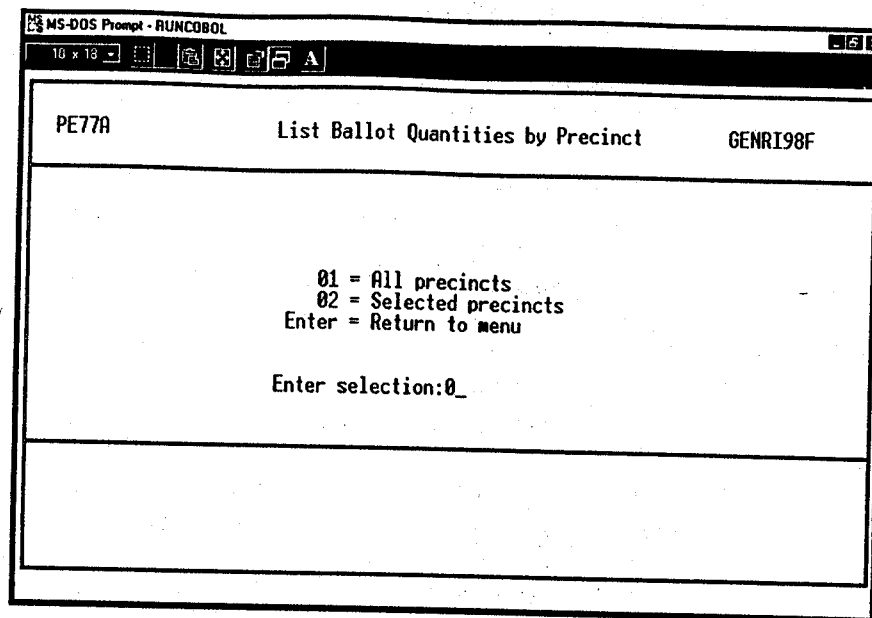 MS-DOS Prompt - RUNCOBOL
10 x 18
A
PE77A List Ballot Quantities by Precinct GENRI98F
01 = All precincts
02 = Selected precincts
Enter = Return to menu
Enter selection:0_